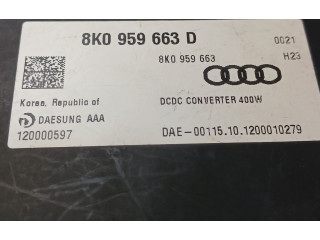 8K0 959 663 D
0021
8K0 959 663
H23
Korea, Republic of
DCDC CONVERTER 400W
DAESUNG AAA
120000597
DAE-00115.10.1200010279